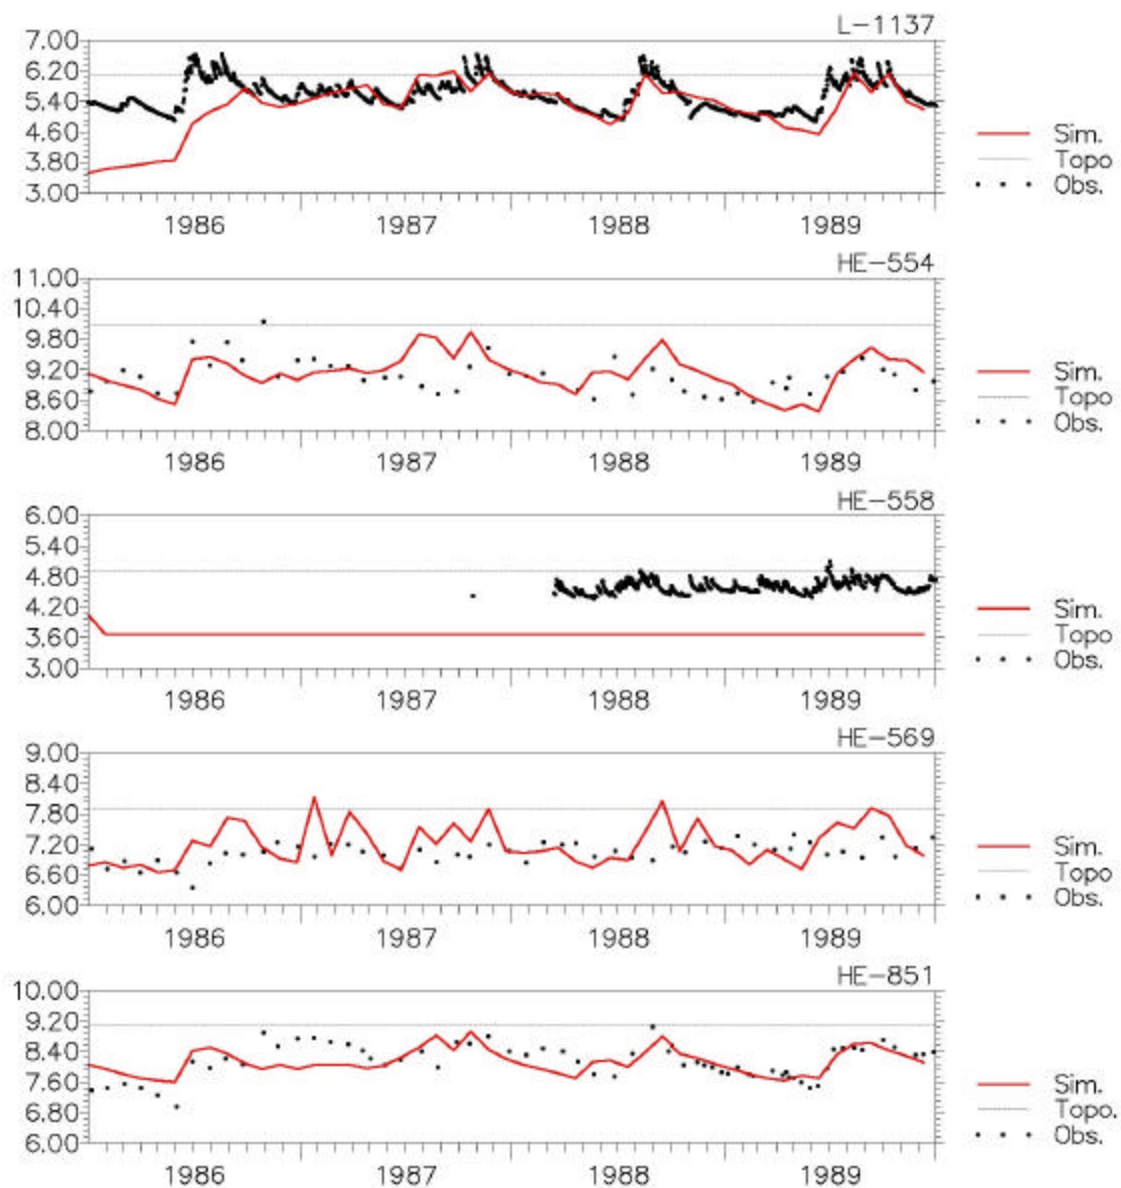 L-1137
7.00
6.20
5.40
4.60
3.80
3.00
1986 1987 1988 1989
Sim.
Topo
Obs.
HE-554
11.00
10.40
9.80
9.20
8.60
8.00
1986 1987 1988 1989
Sim.
Topo
Obs.
HE-558
6.00
5.40
4.80
4.20
3.60
3.00
1986 1987 1988 1989
Sim.
Topo
Obs.
HE-569
9.00
8.40
7.80
7.20
6.60
6.00
1986 1987 1988 1989
Sim.
Topo
Obs.
HE-851
10.00
9.20
8.40
7.60
6.80
6.00
1986 1987 1988 1989
Sim.
Topo.
Obs.